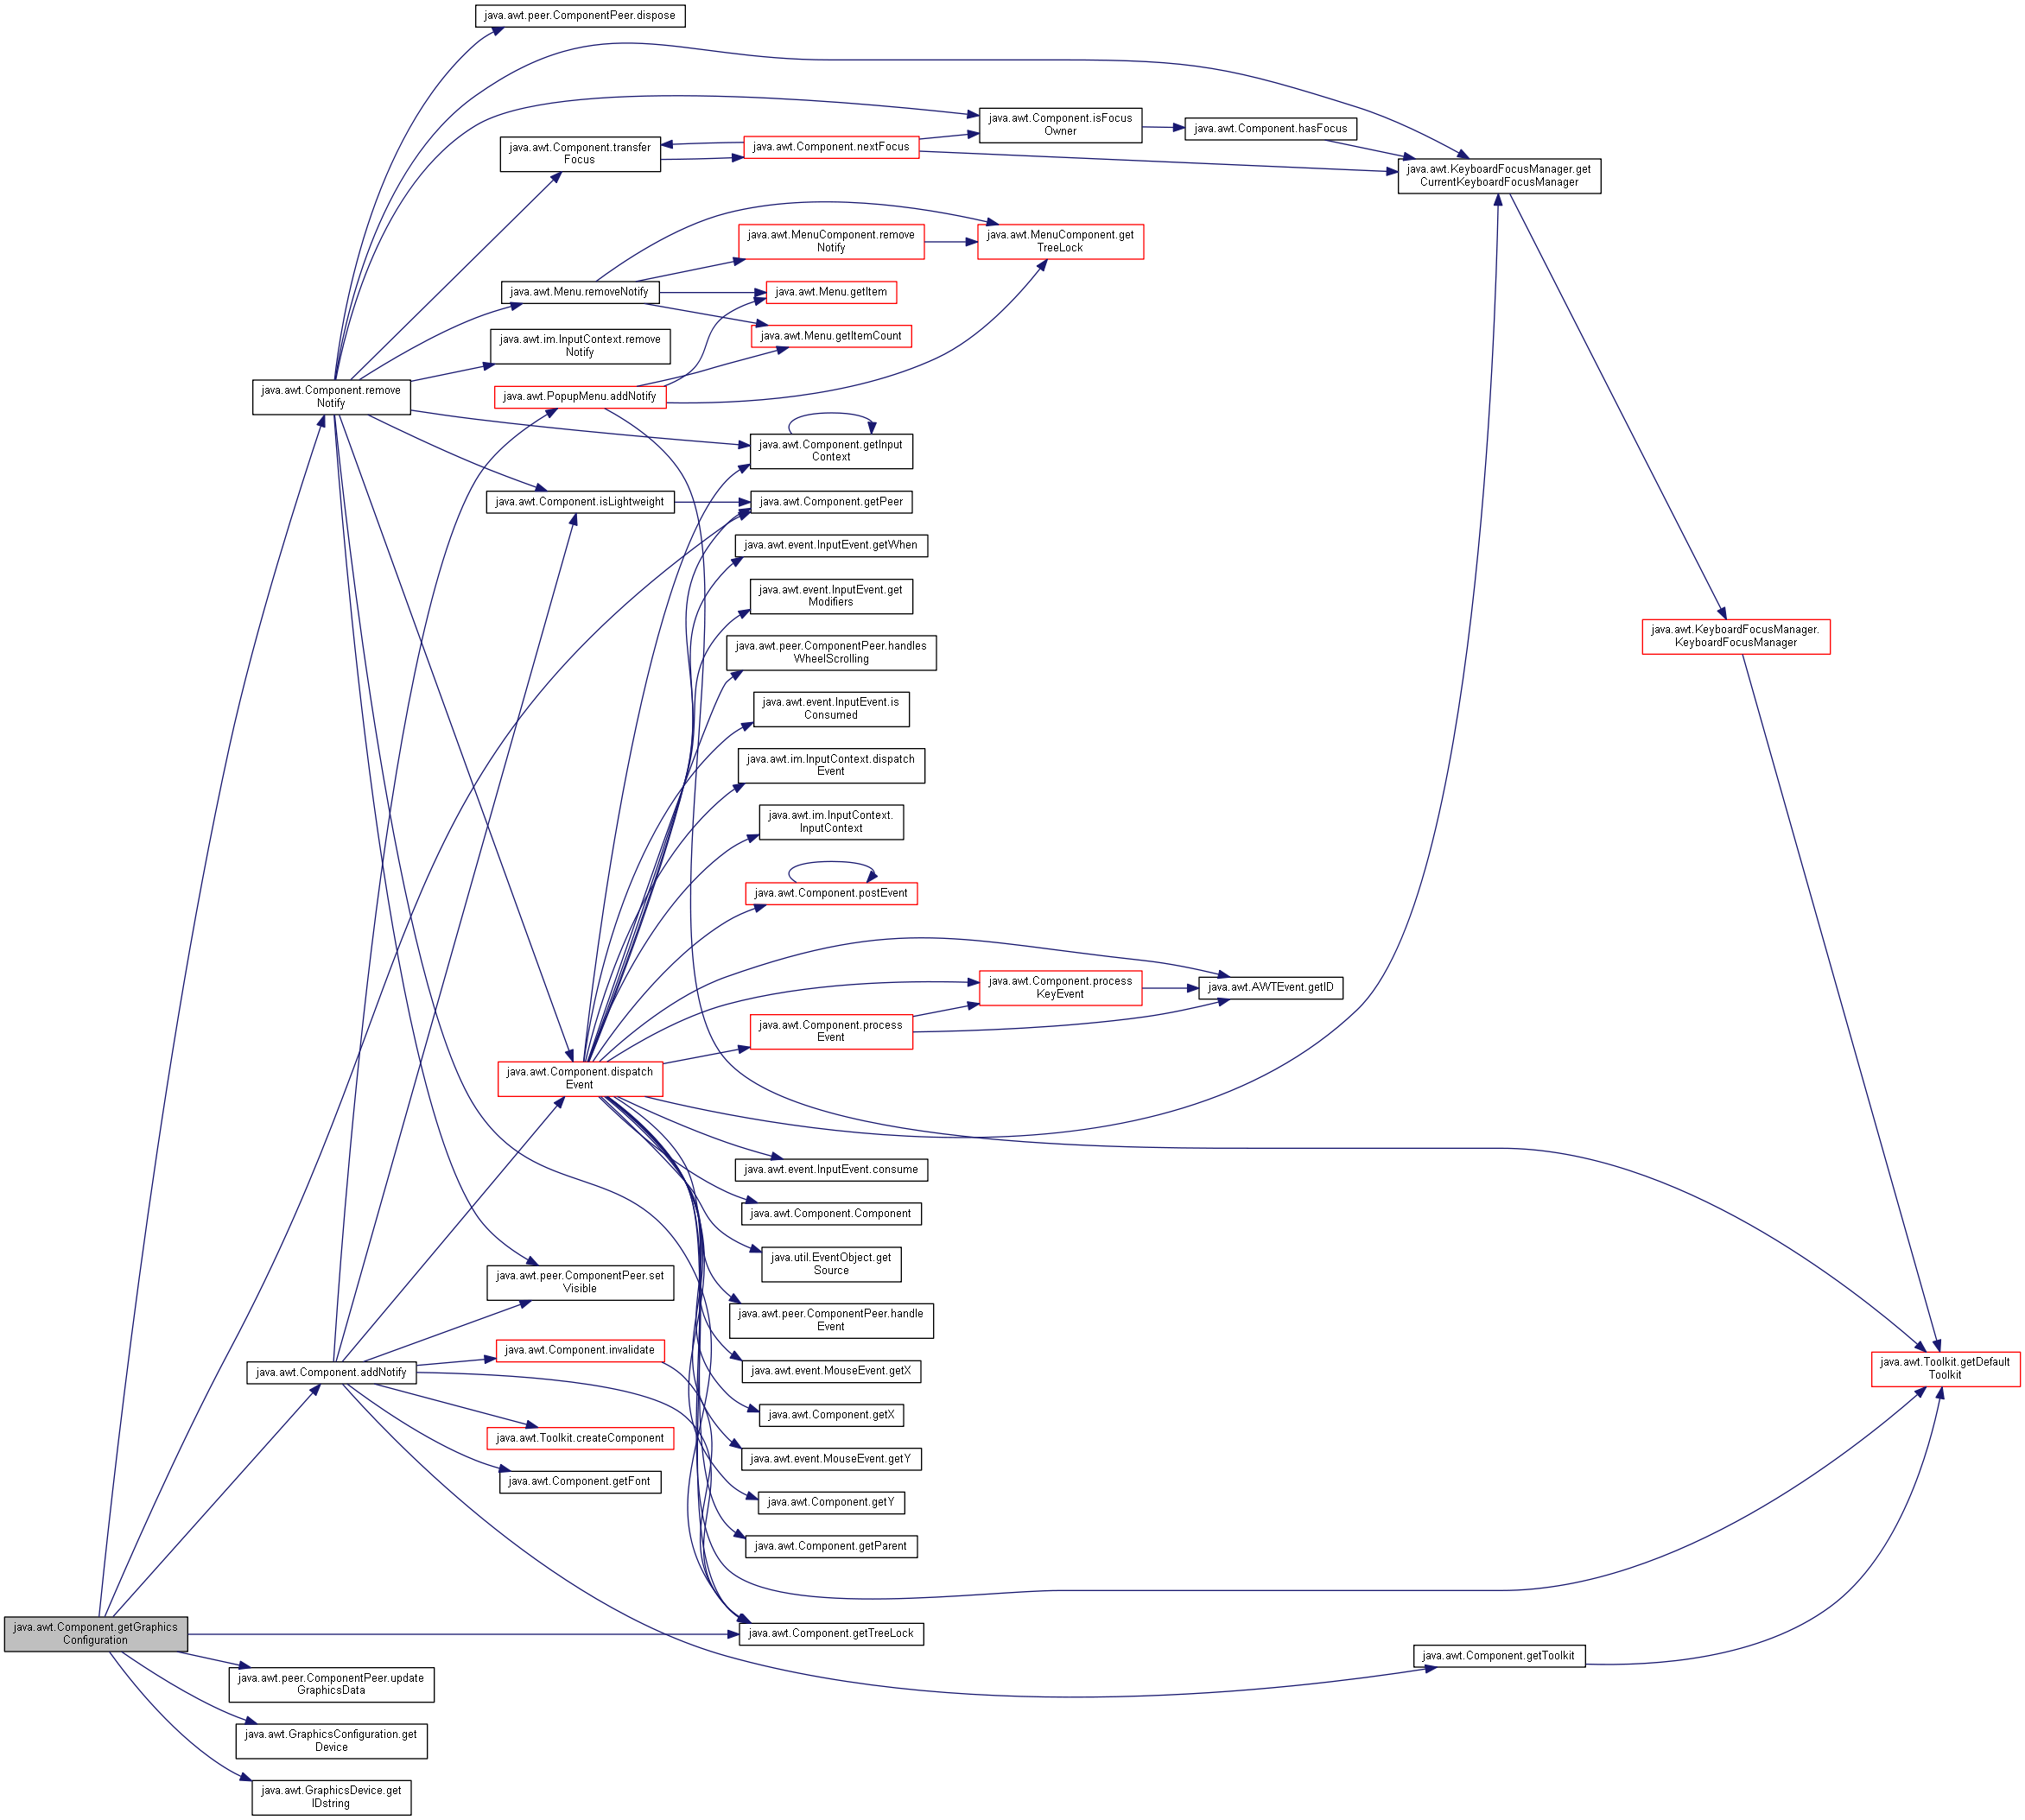 java.awt.peer.ComponentPeer.dispose
java.awt.Component.isFocus
Owner
java.awt.Component.hasFocus
java.awt.Component.transfer
Focus
java.awt.Component.nextFocus
java.awt.KeyboardFocusManager.get
CurrentKeyboardFocusManager
java.awt.MenuComponent.remove
Notify
java.awt.MenuComponent.get
TreeLock
java.awt.Menu.removeNotify
java.awt.Menu.getItem
java.awt.Menu.getItemCount
java.awt.im.InputContext.remove
Notify
java.awt.Component.remove
Notify
java.awt.PopupMenu.addNotify
java.awt.Component.getInput
Context
java.awt.Component.isLightweight
java.awt.Component.getPeer
java.awt.event.InputEvent.getWhen
java.awt.event.InputEvent.get
Modifiers
java.awt.peer.ComponentPeer.handles
WheelScrolling
java.awt.KeyboardFocusManager.
KeyboardFocusManager
java.awt.event.InputEvent.is
Consumed
java.awt.im.InputContext.dispatch
Event
java.awt.im.InputContext.
InputContext
java.awt.Component.postEvent
java.awt.Component.process
KeyEvent
java.awt.AWTEvent.getID
java.awt.Component.process
Event
java.awt.Component.dispatch
Event
java.awt.event.InputEvent.consume
java.awt.Component.Component
java.util.EventObject.get
Source
java.awt.peer.ComponentPeer.set
Visible
java.awt.peer.ComponentPeer.handle
Event
java.awt.Component.invalidate
java.awt.Component.addNotify
java.awt.event.MouseEvent.getX
java.awt.Toolkit.getDefault
Toolkit
java.awt.Component.getX
java.awt.Toolkit.createComponent
java.awt.event.MouseEvent.getY
java.awt.Component.getFont
java.awt.Component.getY
java.awt.Component.getParent
java.awt.Component.getGraphics
Configuration
java.awt.Component.getTreeLock
java.awt.Component.getToolkit
java.awt.peer.ComponentPeer.update
GraphicsData
java.awt.GraphicsConfiguration.get
Device
java.awt.GraphicsDevice.get
IDstring